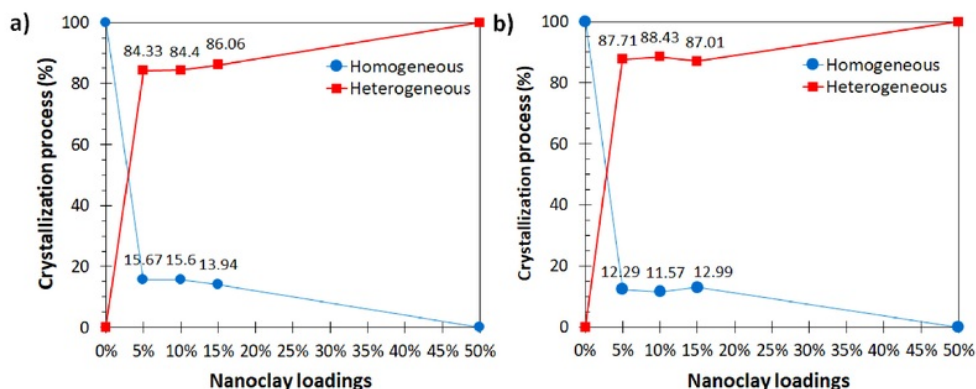 a)
Crystallization process (%)
100
80
60
40
20
0
84.33 84.4 86.06
15.67 15.6 13.94
Homogeneous
Heterogeneous
0% 5% 10% 15% 20% 25% 30% 35% 40% 45% 50%
Nanoclay loadings
b)
Crystallization process (%)
100
80
60
40
20
0
87.71 88.43 87.01
12.29 11.57 12.99
Homogeneous
Heterogeneous
0% 5% 10% 15% 20% 25% 30% 35% 40% 45% 50%
Nanoclay loadings